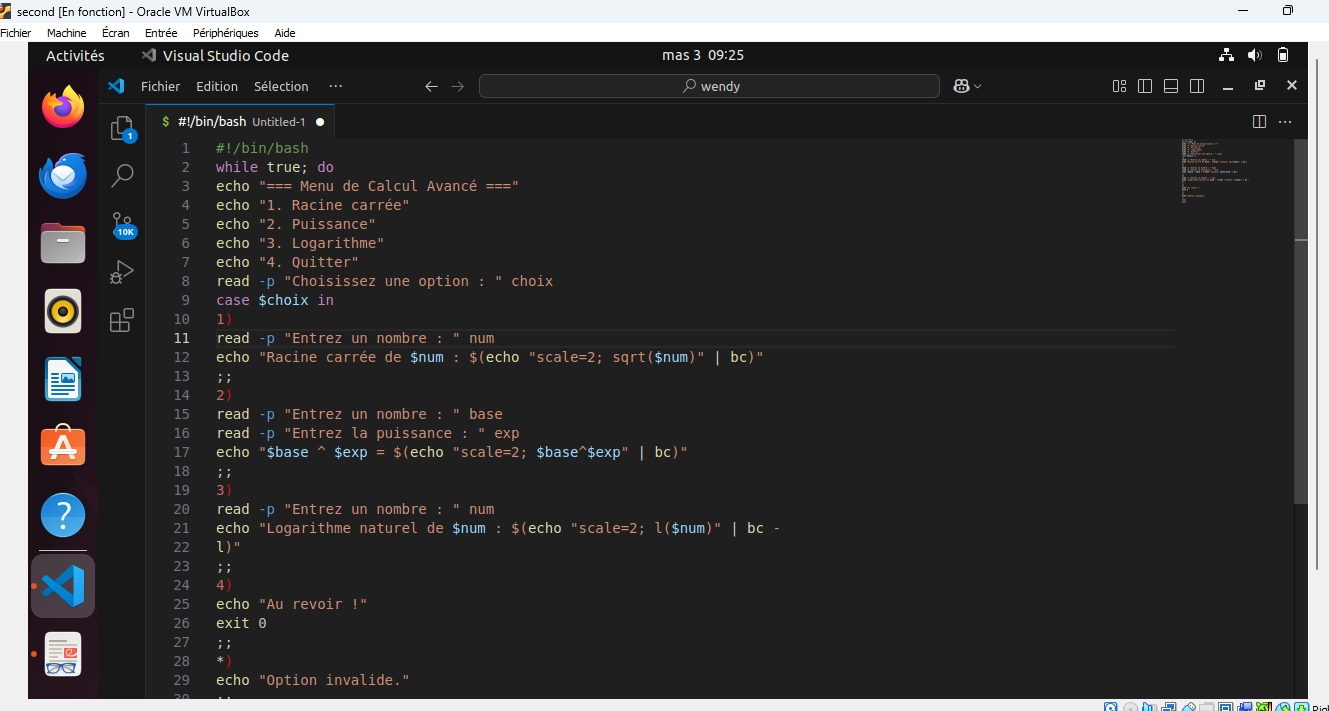 second [En fonction] - Oracle VM VirtualBox
Fichier Machine Écran Entrée Périphériques Aide
Activités Visual Studio Code mas 3 09:25
Fichier Edition Sélection ··· wendy
$ #!/bin/bash Untitled-1
1
10K
1 #!/bin/bash
2 while true; do
3 echo "=== Menu de Calcul Avancé ==="
4 echo "1. Racine carrée"
5 echo "2. Puissance"
6 echo "3. Logarithme"
7 echo "4. Quitter"
8 read -p "Choisissez une option : " choix
9 case $choix in
10 1)
11 read -p "Entrez un nombre : " num
12 echo "Racine carrée de $num : $(echo "scale=2; sqrt($num)" | bc)"
13 ;;
14 2)
15 read -p "Entrez un nombre : " base
16 read -p "Entrez la puissance : " exp
17 echo "$base ^ $exp = $(echo "scale=2; $base^$exp" | bc)"
18 ;;
19 3)
20 read -p "Entrez un nombre : " num
21 echo "Logarithme naturel de $num : $(echo "scale=2; l($num)" | bc -
22 l)"
23 ;;
24 4)
25 echo "Au revoir !"
26 exit 0
27 ;;
28 *)
29 echo "Option invalide."
30 ;;